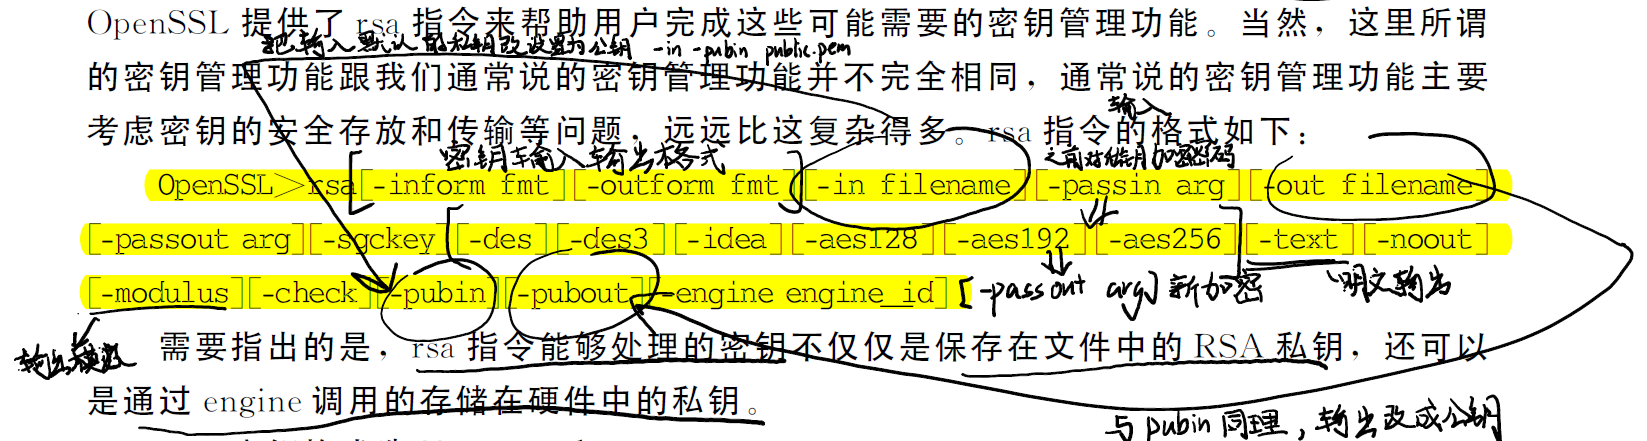 OpenSSL 提供了 rsa 指令来帮助用户完成这些可能需要的密钥管理功能。当然，这里所谓
把输入默认的私钥改设置为公钥 -in -pubin public.pem
的密钥管理功能跟我们通常说的密钥管理功能并不完全相同，通常说的密钥管理功能主要
输入
考虑密钥的安全存放和传输等问题，远远比这复杂得多。rsa 指令的格式如下：
密钥输入输出格式
之前对密钥加密密码
OpenSSL>rsa[-inform fmt][-outform fmt][-in filename][-passin arg][-out filename]
[-passout arg][-sgckey][-des][-des3][-idea][-aes128][-aes192][-aes256][-text][-noout]
[-modulus][-check][-pubin][-pubout][-engine engine_id] [-passout arg] 新加密 明文输出
输出模数
需要指出的是，rsa 指令能够处理的密钥不仅仅是保存在文件中的 RSA 私钥，还可以
是通过 engine 调用的存储在硬件中的私钥。
与pubin同理，输出改成公钥